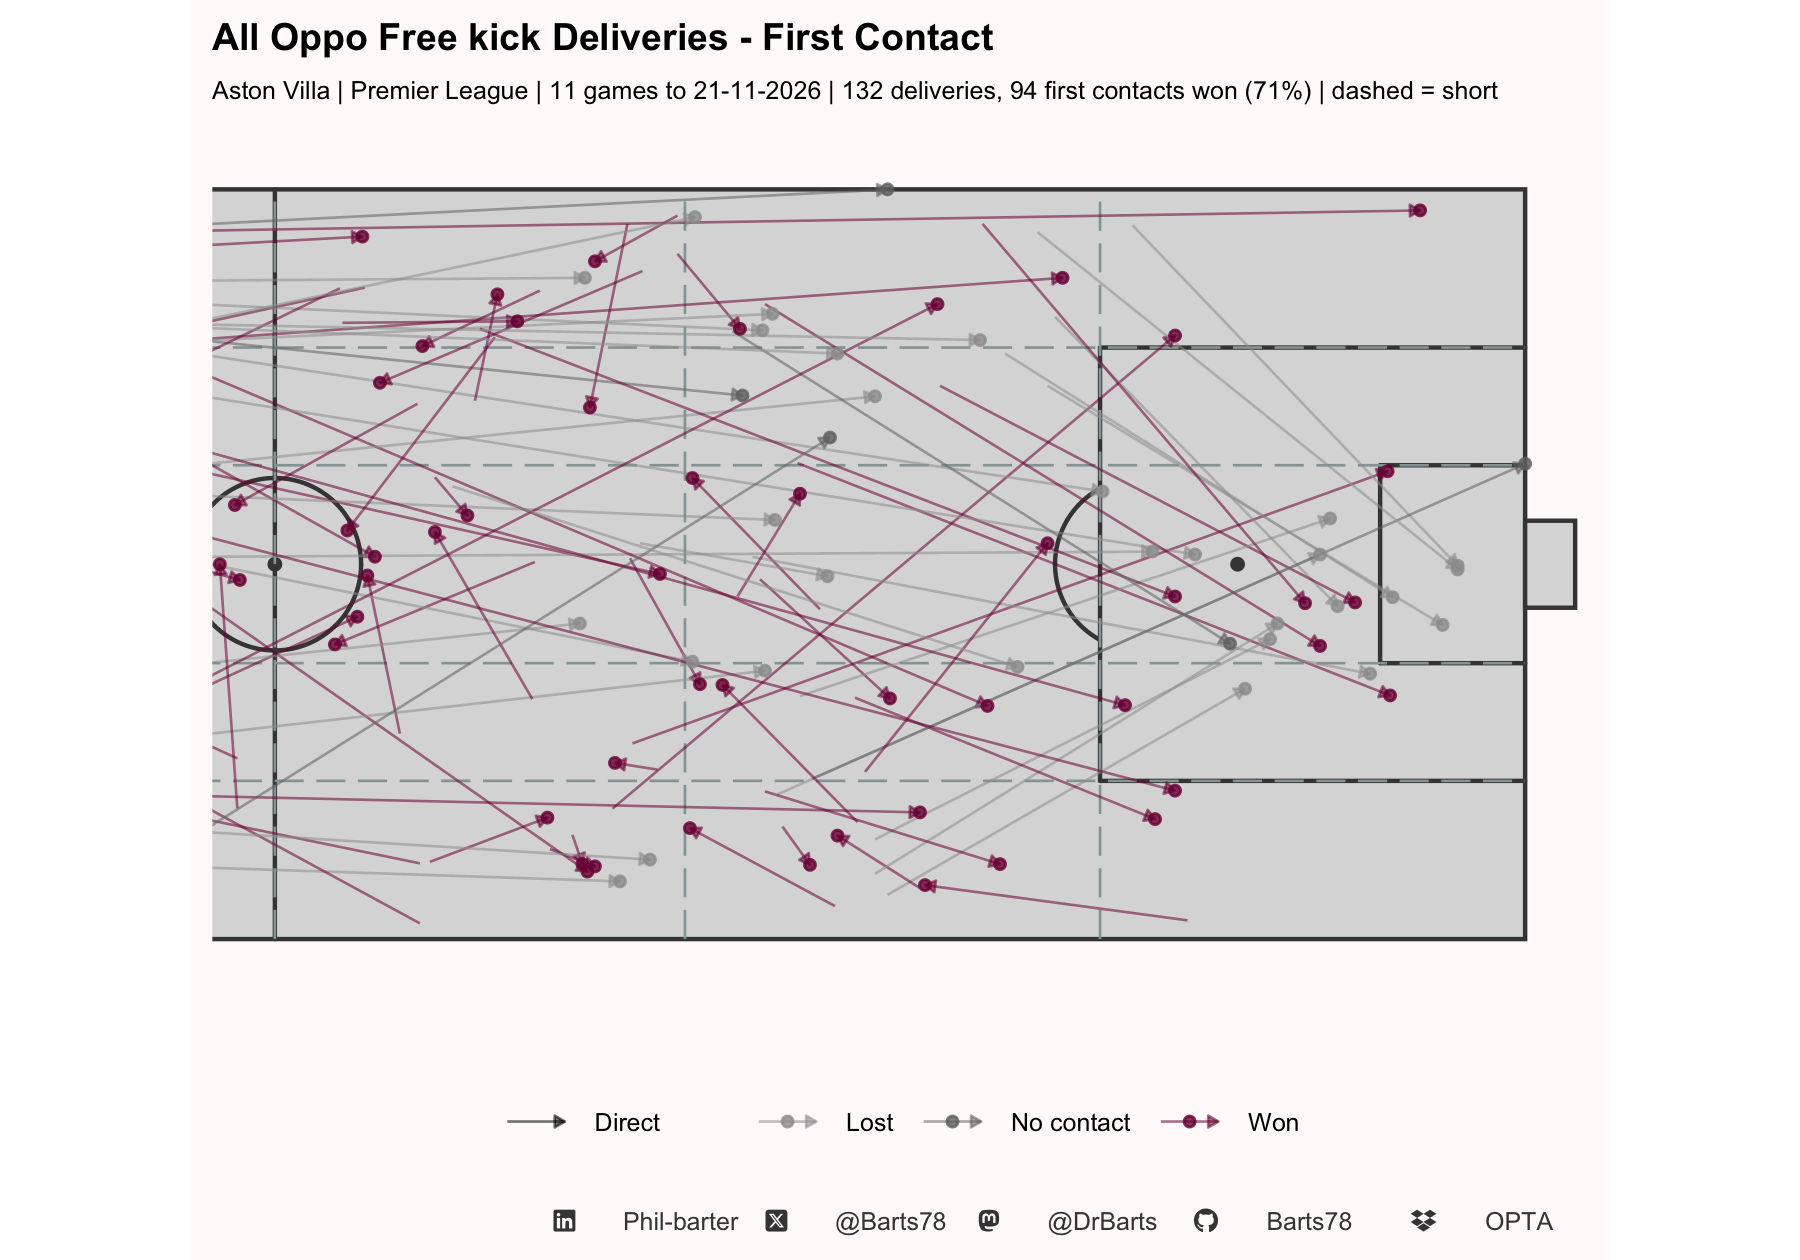 All Oppo Free kick Deliveries - First Contact
Aston Villa | Premier League | 11 games to 21-11-2026 | 132 deliveries, 94 first contacts won (71%) | dashed = short
Direct Lost No contact Won
Phil-barter @Barts78 @DrBarts Barts78 OPTA